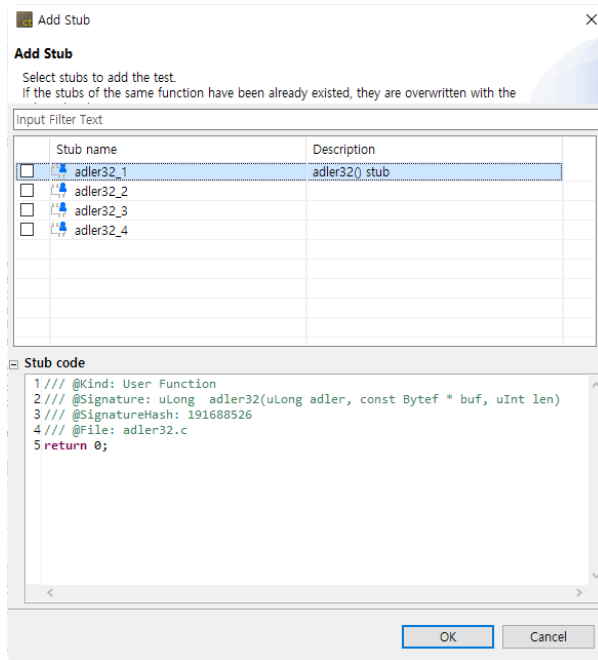 ct Add Stub
Add Stub
Select stubs to add the test.
If the stubs of the same function have been already existed, they are overwritten with the
Input Filter Text
Stub name Description
adler32_1 adler32() stub
adler32_2
adler32_3
adler32_4
Stub code
1 /// @Kind: User Function
2 /// @Signature: uLong  adler32(uLong adler, const Bytef * buf, uInt len)
3 /// @SignatureHash: 191688526
4 /// @File: adler32.c
5 return 0;
OK Cancel